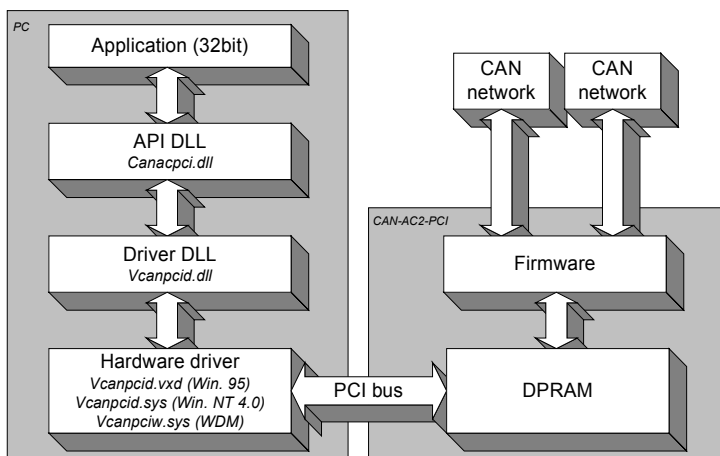 PC
Application (32bit)
API DLL
Canacpci.dll
Driver DLL
Vcanpcid.dll
Hardware driver
Vcanpcid.vxd (Win. 95)
Vcanpcid.sys (Win. NT 4.0)
Vcanpciw.sys (WDM)
PCI bus
CAN
network
CAN
network
CAN-AC2-PCI
Firmware
DPRAM